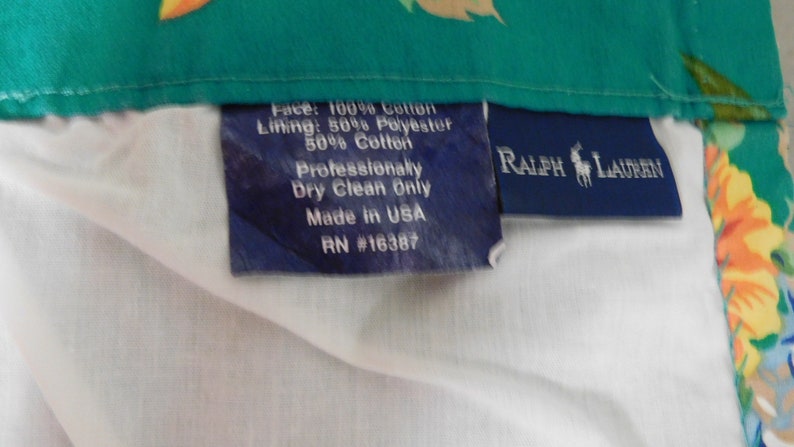 Face: 100% Cotton
Lining: 50% Polyester
50% Cotton
Professionally
Dry Clean Only
Made in USA
RN #16387
RALPH LAUREN